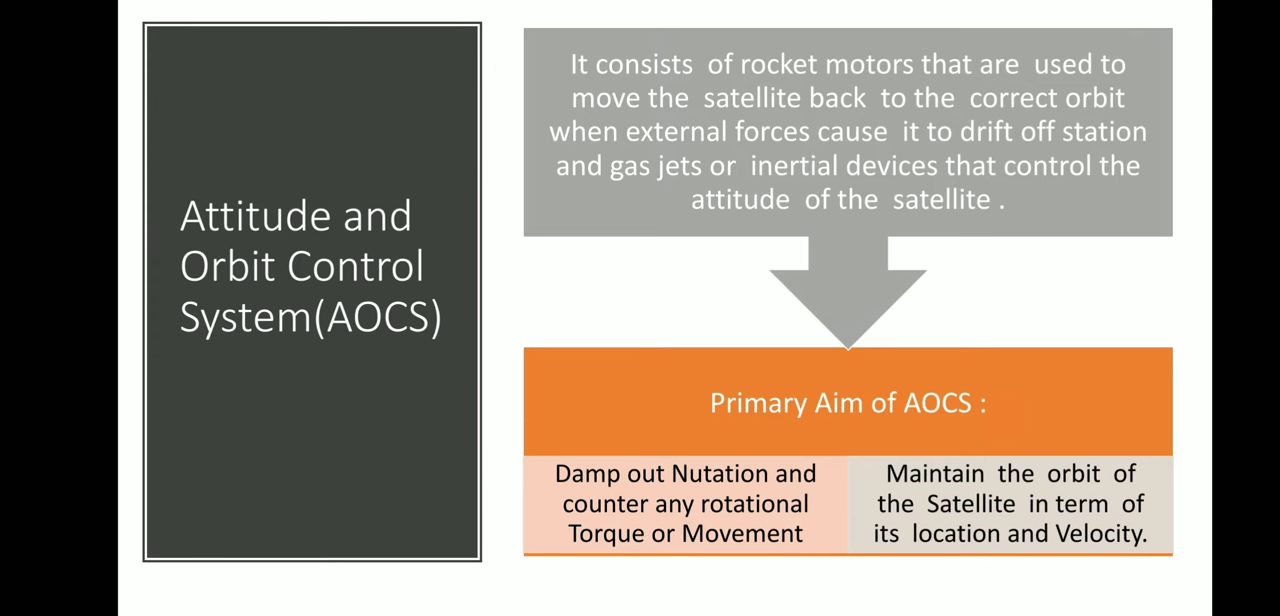 Attitude and
Orbit Control
System(AOCS)
It consists of rocket motors that are used to
move the satellite back to the correct orbit
when external forces cause it to drift off station
and gas jets or inertial devices that control the
attitude of the satellite .
Primary Aim of AOCS :
Damp out Nutation and
counter any rotational
Torque or Movement
Maintain the orbit of
the Satellite in term of
its location and Velocity.